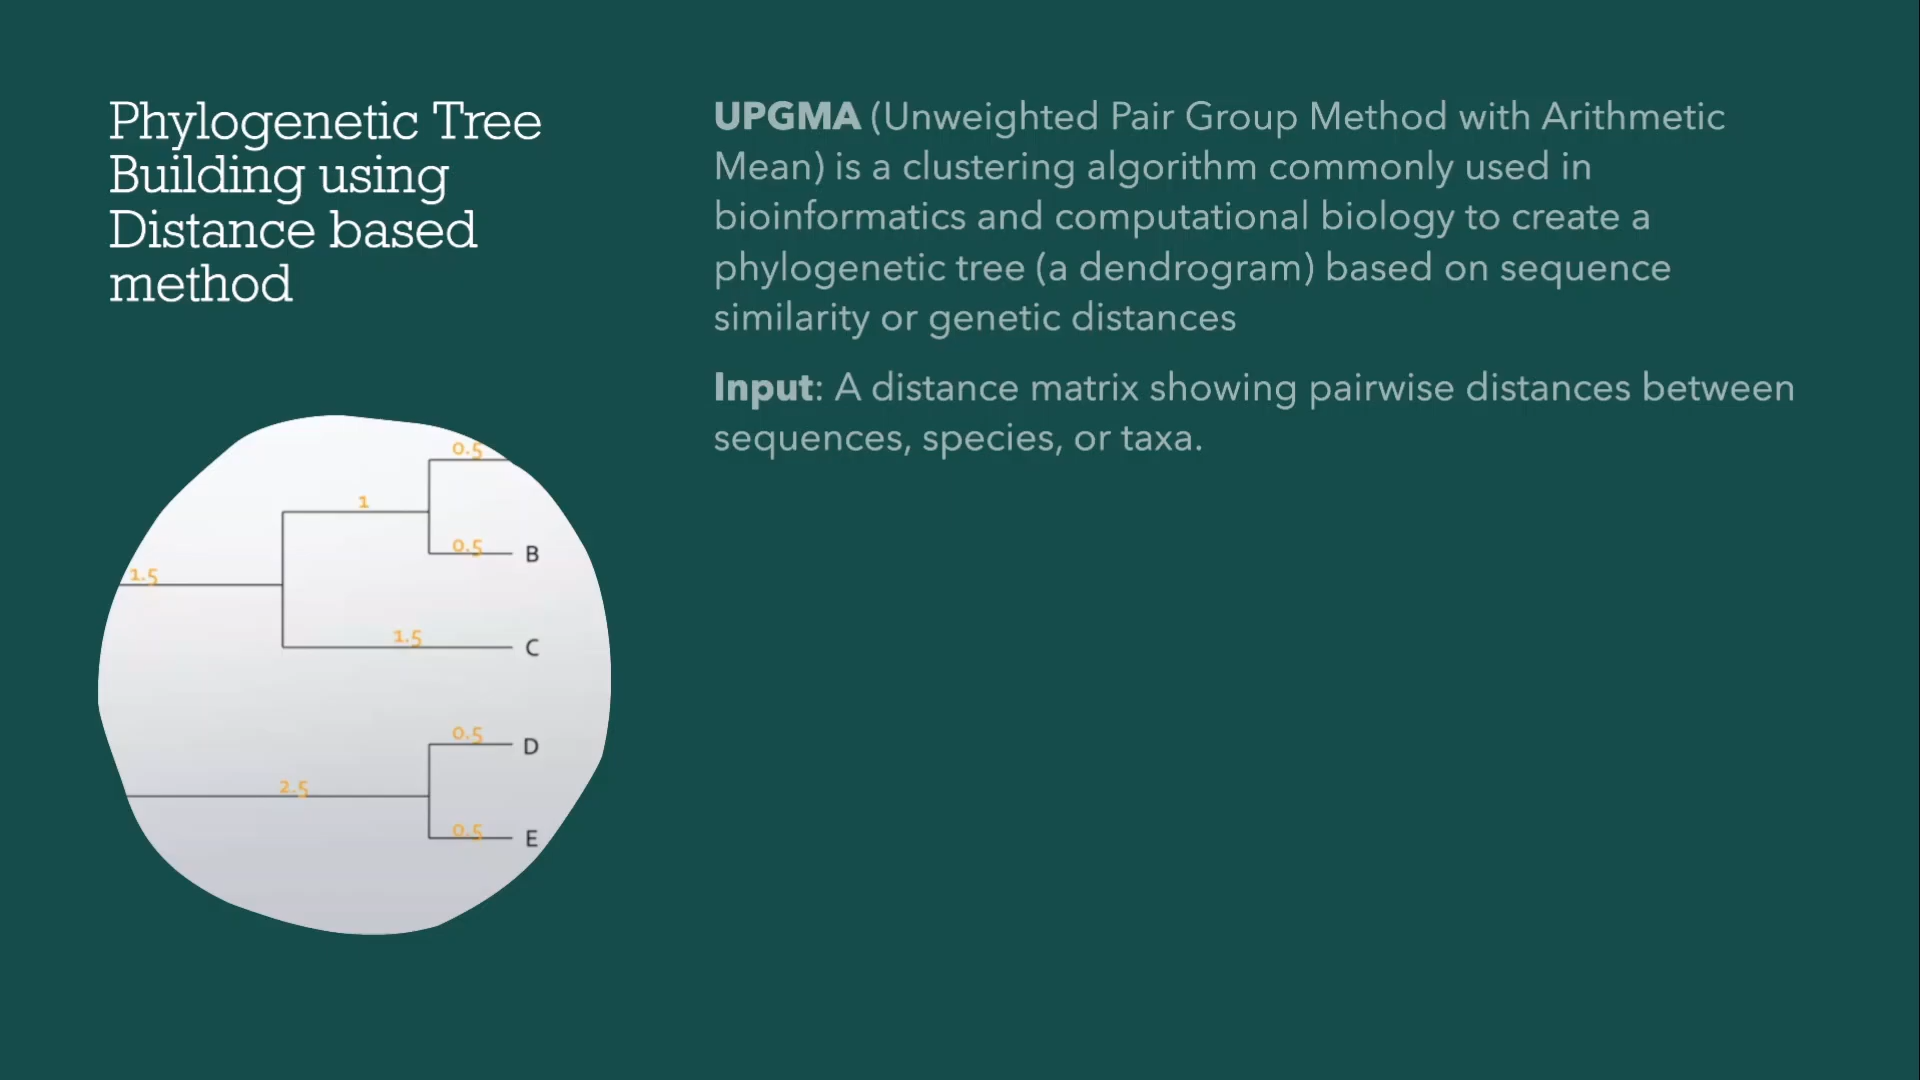 Phylogenetic Tree
Building using
Distance based
method
UPGMA (Unweighted Pair Group Method with Arithmetic
Mean) is a clustering algorithm commonly used in
bioinformatics and computational biology to create a
phylogenetic tree (a dendrogram) based on sequence
similarity or genetic distances
Input: A distance matrix showing pairwise distances between
sequences, species, or taxa.
0.5
1
0.5
B
1.5
1.5
C
0.5
D
2.5
0.5
E